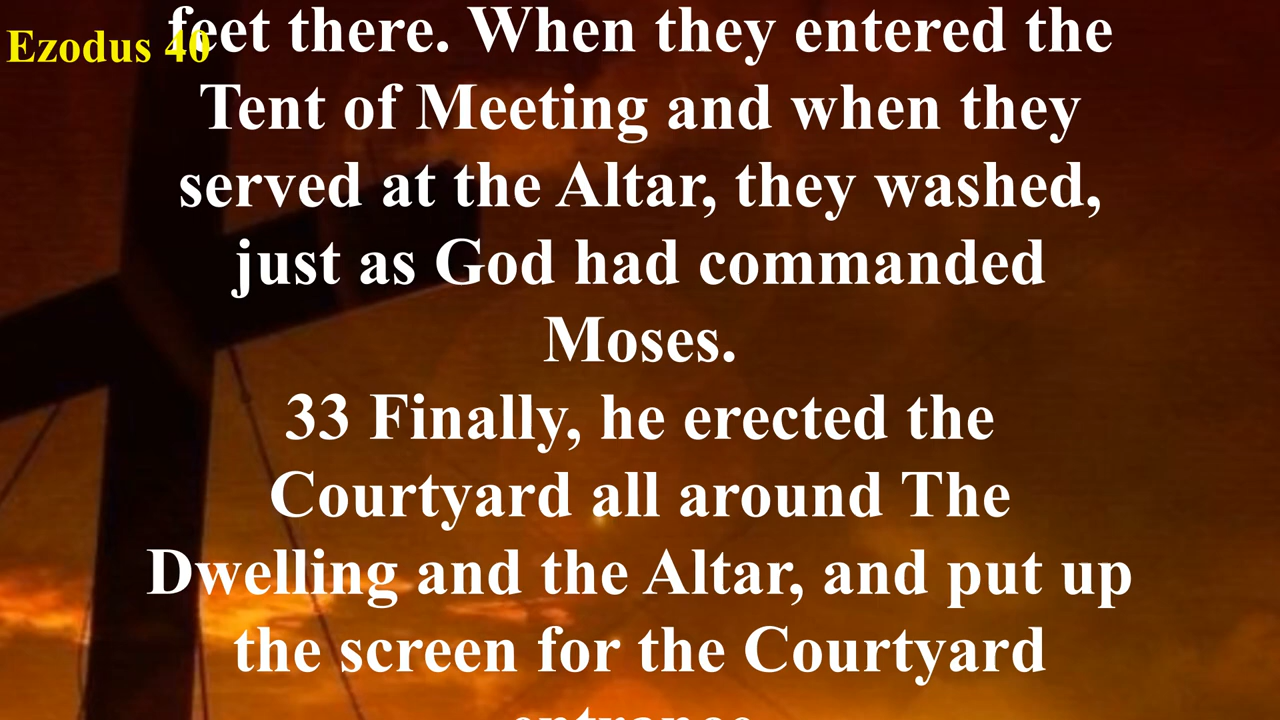 Ezodus 40
feet there. When they entered the
Tent of Meeting and when they
served at the Altar, they washed,
just as God had commanded
Moses.
33 Finally, he erected the
Courtyard all around The
Dwelling and the Altar, and put up
the screen for the Courtyard
entrance.